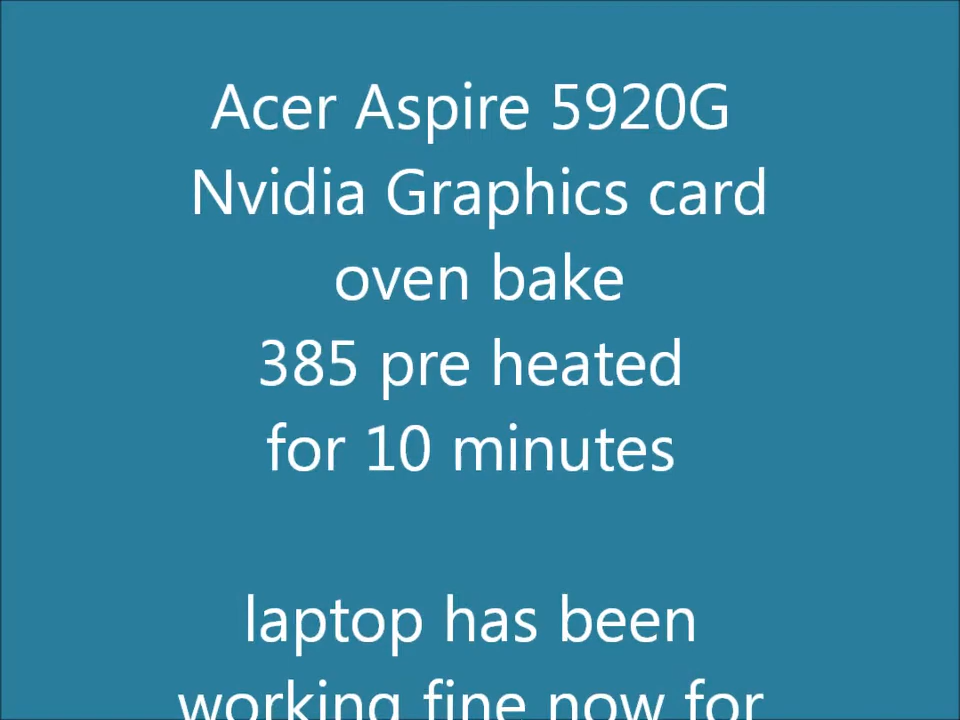 Acer Aspire 5920G
Nvidia Graphics card
oven bake
385 pre heated
for 10 minutes
laptop has been
working fine now for